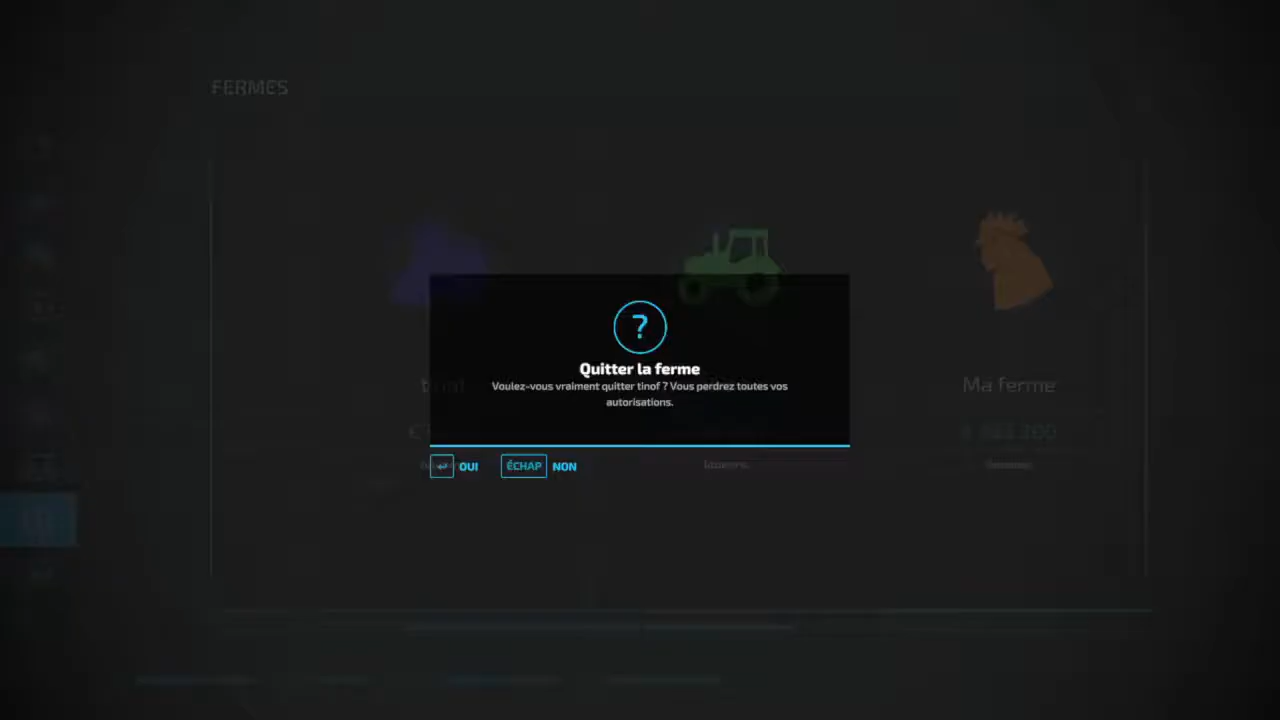 FERMES
Quitter la ferme
Voulez-vous vraiment quitter tinof ? Vous perdrez toutes vos
autorisations.
Ma ferme
OUI
ÉCHAP NON